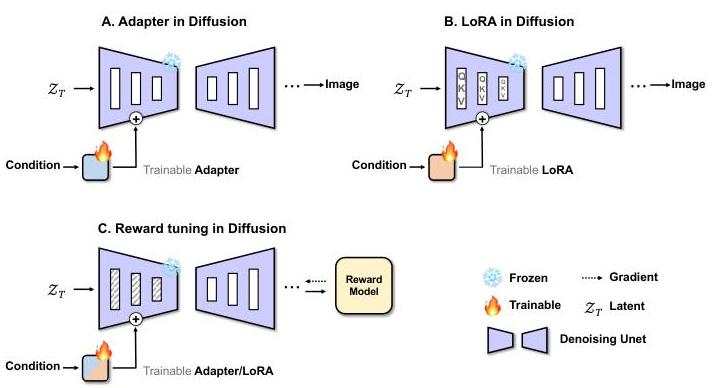 A. Adapter in Diffusion
B. LoRA in Diffusion
Z_T
Image
Condition
Trainable Adapter
Z_T
Q K V
Q K V
Q K V
Image
Condition
Trainable LoRA
C. Reward tuning in Diffusion
Z_T
Reward
Model
Condition
Trainable Adapter/LoRA
Frozen
Gradient
Trainable
Z_T Latent
Denoising Unet